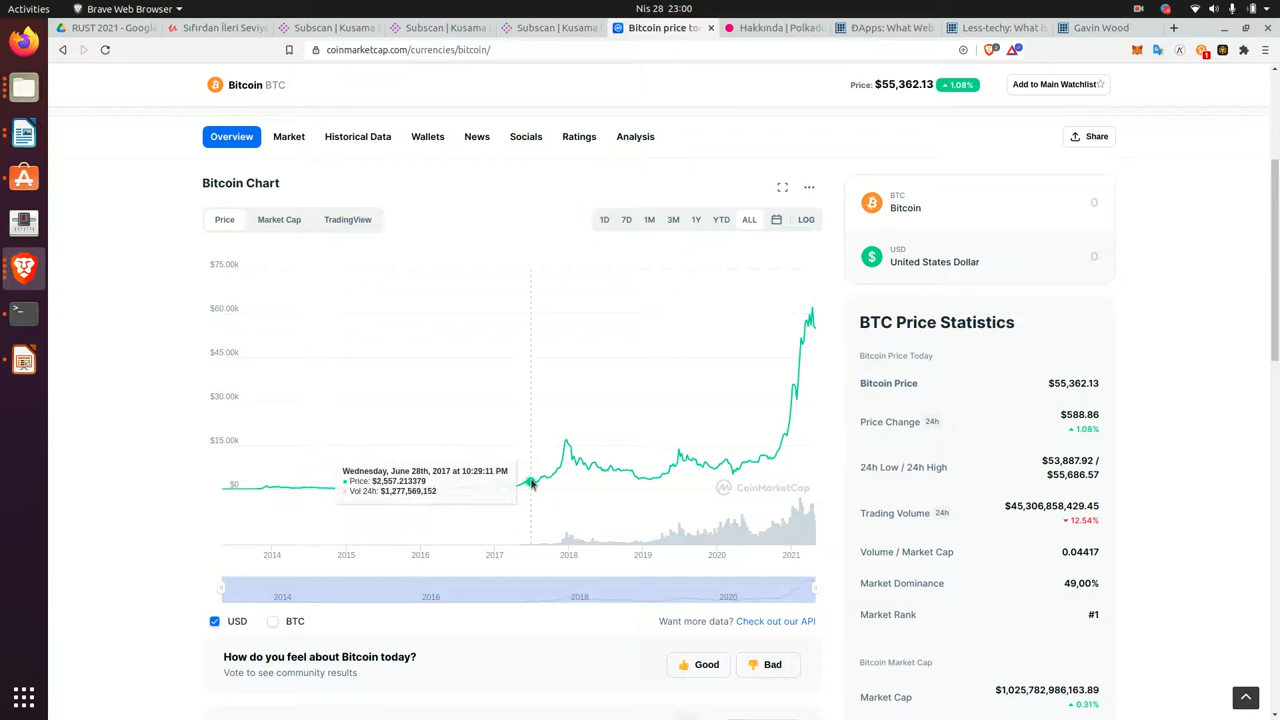 Activities
Brave Web Browser
Nis 28 23:00
RUST 2021 - Google
Sıfırdan İleri Seviye
Subscan | Kusama
Subscan | Kusama
Subscan | Kusama
Bitcoin price to
Hakkında | Polkad
ĐApps: What Web
Less-techy: What is
Gavin Wood
coinmarketcap.com/currencies/bitcoin/
Bitcoin BTC
Price: $55,362.13 1.08%
Add to Main Watchlist
Overview
Market
Historical Data
Wallets
News
Socials
Ratings
Analysis
Share
Bitcoin Chart
Price
Market Cap
TradingView
1D
7D
1M
3M
1Y
YTD
ALL
LOG
$75.00k
$60.00k
$45.00k
$30.00k
$15.00k
$0
Wednesday, June 28th, 2017 at 10:29:11 PM
Price: $2,557.213379
Vol 24h: $1,277,569,152
CoinMarketCap
2014
2015
2016
2017
2018
2019
2020
2021
2014
2016
2018
2020
USD
BTC
Want more data? Check out our API
How do you feel about Bitcoin today?
Vote to see community results
Good
Bad
BTC
Bitcoin
0
USD
United States Dollar
0
BTC Price Statistics
Bitcoin Price Today
Bitcoin Price $55,362.13
Price Change 24h $588.86
1.08%
24h Low / 24h High $53,887.92 /
$55,686.57
Trading Volume 24h $45,306,858,429.45
12.54%
Volume / Market Cap 0.04417
Market Dominance 49,00%
Market Rank #1
Bitcoin Market Cap
Market Cap $1,025,782,986,163.89
0.31%